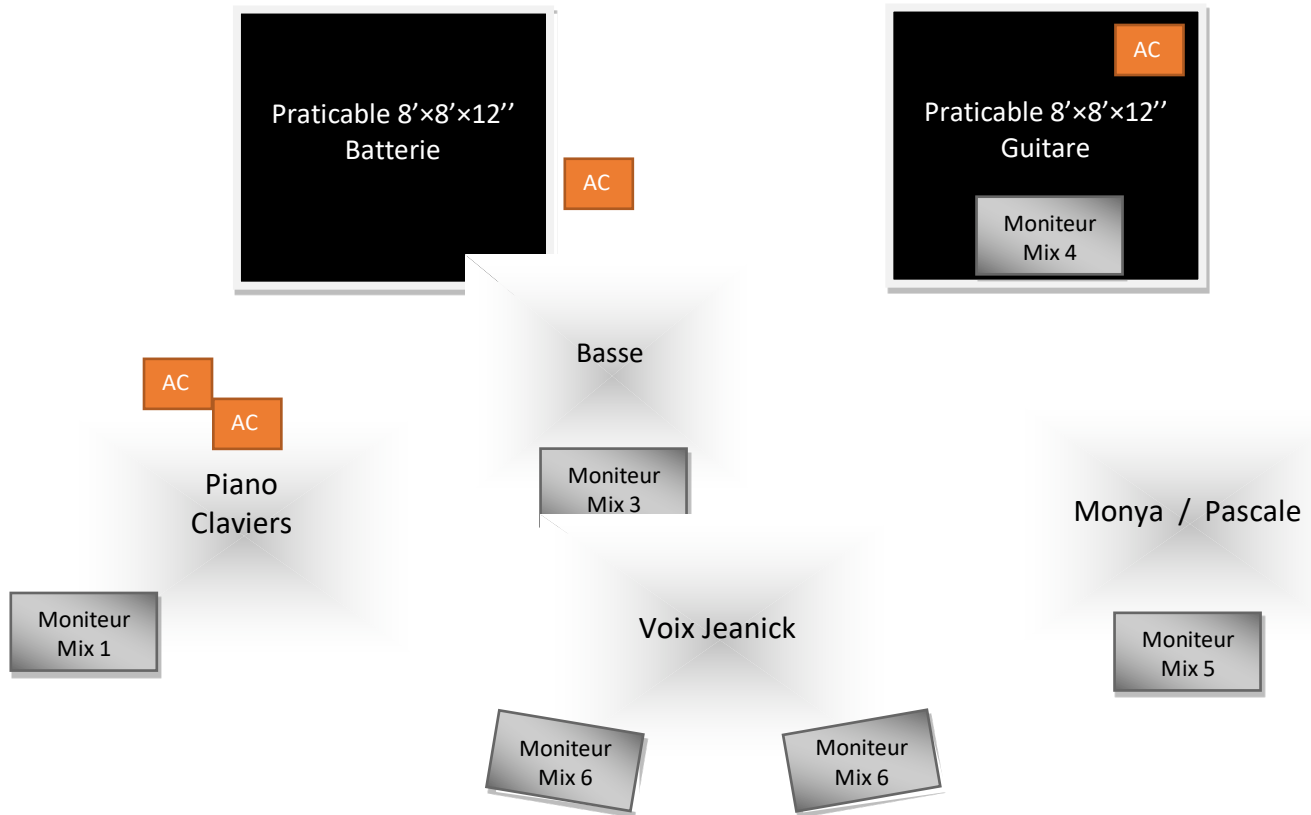 Praticable 8’×8’×12’’
Batterie
AC
AC
Praticable 8’×8’×12’’
Guitare
Moniteur
Mix 4
Basse
AC
AC
Piano
Claviers
Moniteur
Mix 3
Monya / Pascale
Moniteur
Mix 1
Voix Jeanick
Moniteur
Mix 5
Moniteur
Mix 6
Moniteur
Mix 6